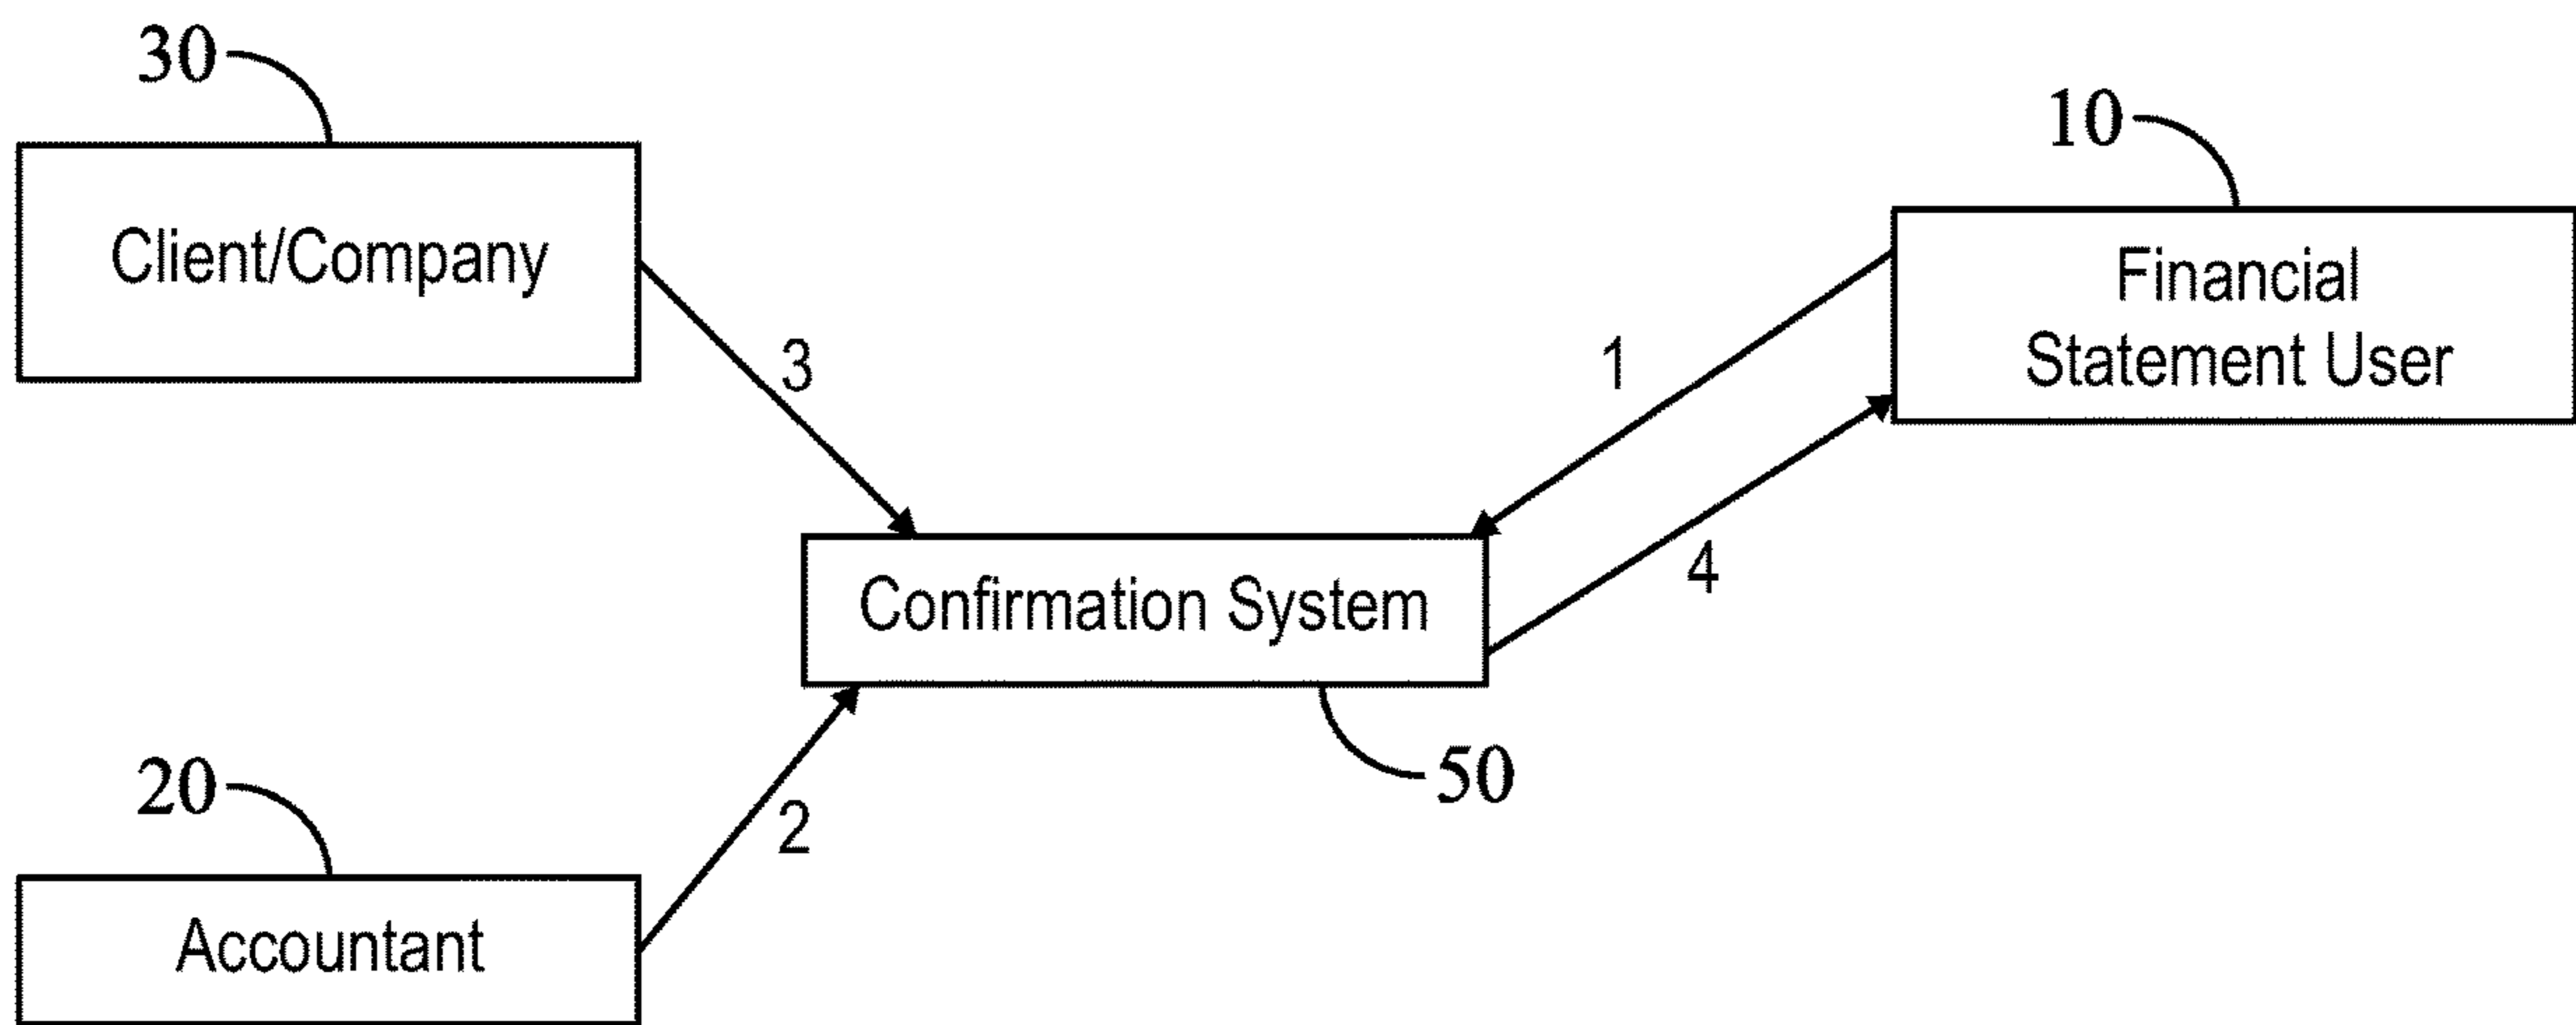 30
10
Client/Company
Financial
Statement User
3
1
4
Confirmation System
20
50
2
Accountant